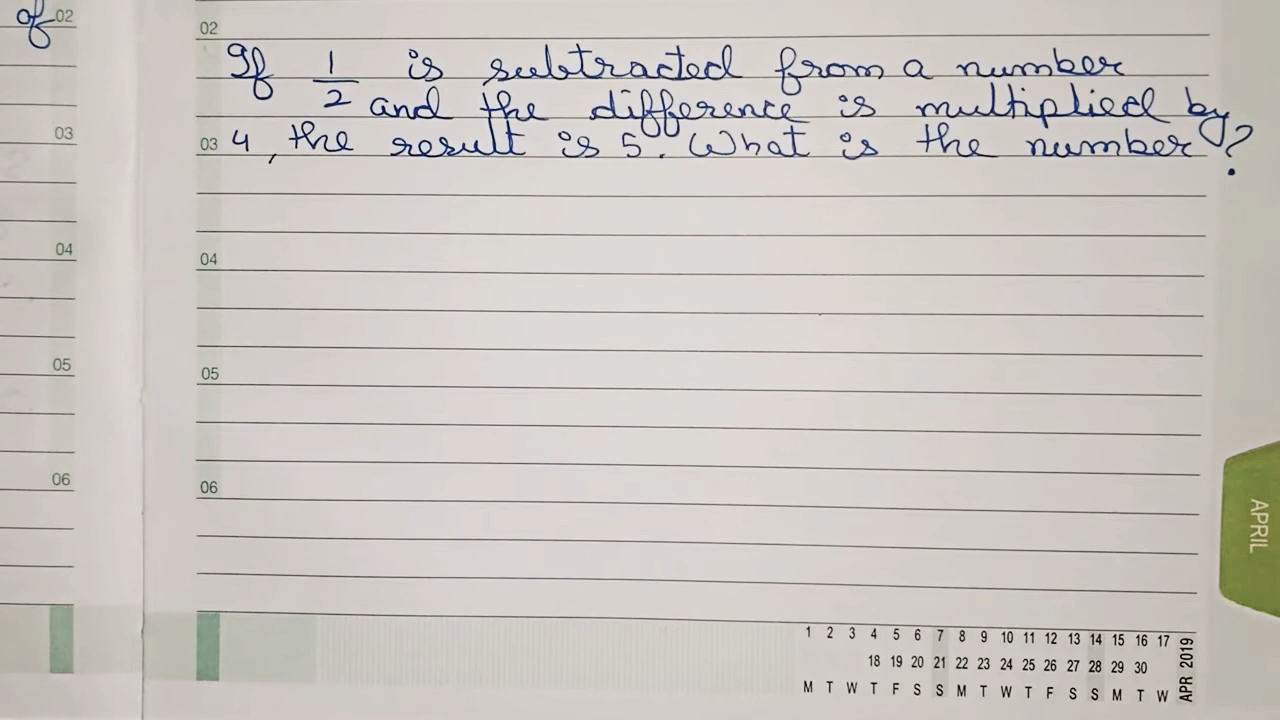 of 02
03
04
05
06
02
If 1/2 is subtracted from a number
and the difference is multiplied by
03 4, the result is 5. What is the number?
04
05
06
APRIL
1 2 3 4 5 6 7 8 9 10 11 12 13 14 15 16 17
18 19 20 21 22 23 24 25 26 27 28 29 30
M T W T F S S M T W T F S S M T W
APR 2019